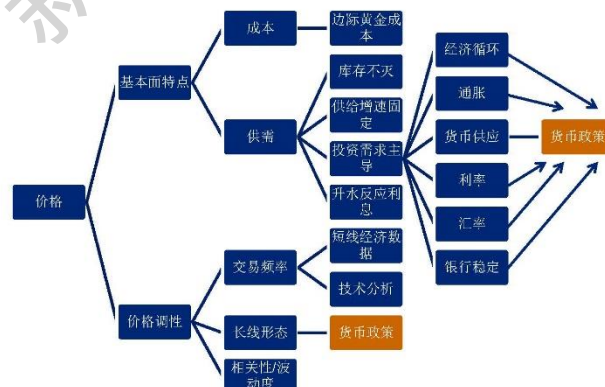 价格
基本面特点
价格调性
成本
供需
交易频率
长线形态
相关性/波
动度
边际黄金成
本
库存不灭
供给增速固
定
投资需求主
导
升水反应利
息
短线经济数
据
技术分析
货币政策
经济循环
通胀
货币供应
利率
汇率
银行稳定
货币政策